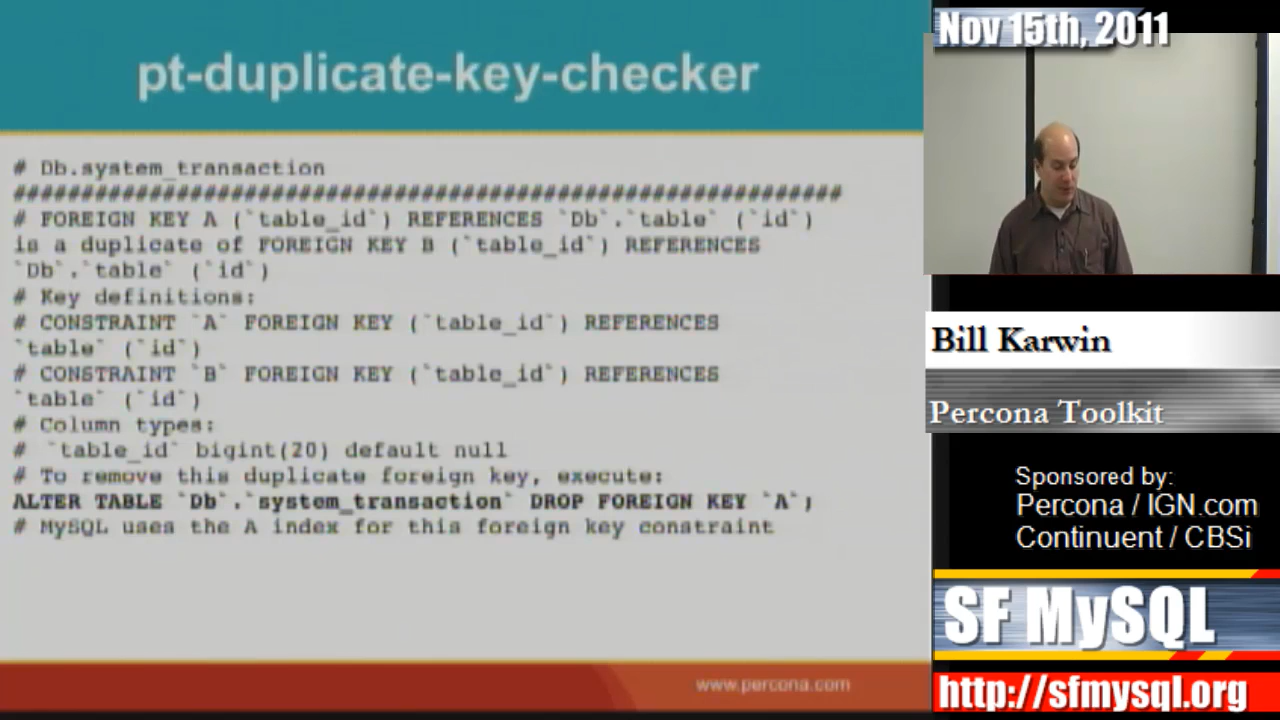 pt-duplicate-key-checker
# Db.system_transaction
##############################################################
# FOREIGN KEY A (`table_id`) REFERENCES `Db`.`table` (`id`)
is a duplicate of FOREIGN KEY B (`table_id`) REFERENCES
`Db`.`table` (`id`)
# Key definitions:
# CONSTRAINT `A` FOREIGN KEY (`table_id`) REFERENCES
`table` (`id`)
# CONSTRAINT `B` FOREIGN KEY (`table_id`) REFERENCES
`table` (`id`)
# Column types:
# `table_id` bigint(20) default null
# To remove this duplicate foreign key, execute:
ALTER TABLE `Db`.`system_transaction` DROP FOREIGN KEY `A`;
# MySQL uses the A index for this foreign key constraint
www.percona.com
Nov 15th, 2011
Bill Karwin
Percona Toolkit
Sponsored by:
Percona / IGN.com
Continuent / CBSi
SF MySQL
http://sfmysql.org